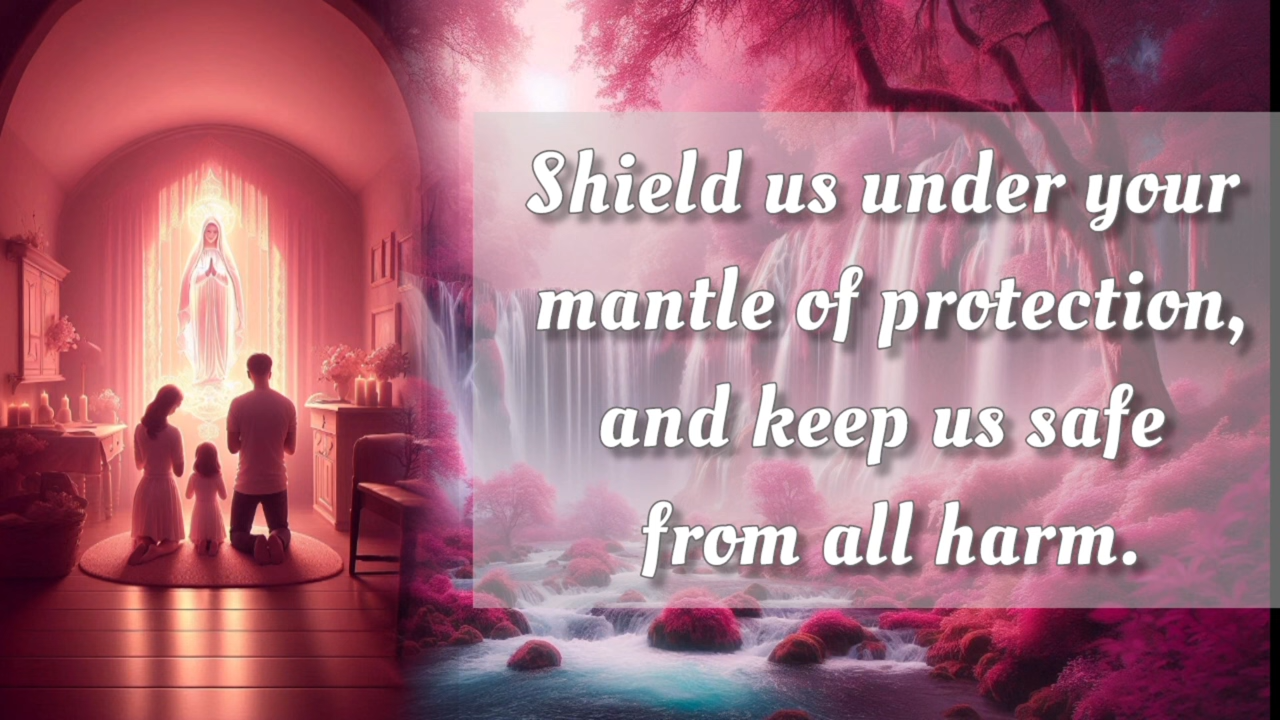 Shield us under your
mantle of protection,
and keep us safe
from all harm.